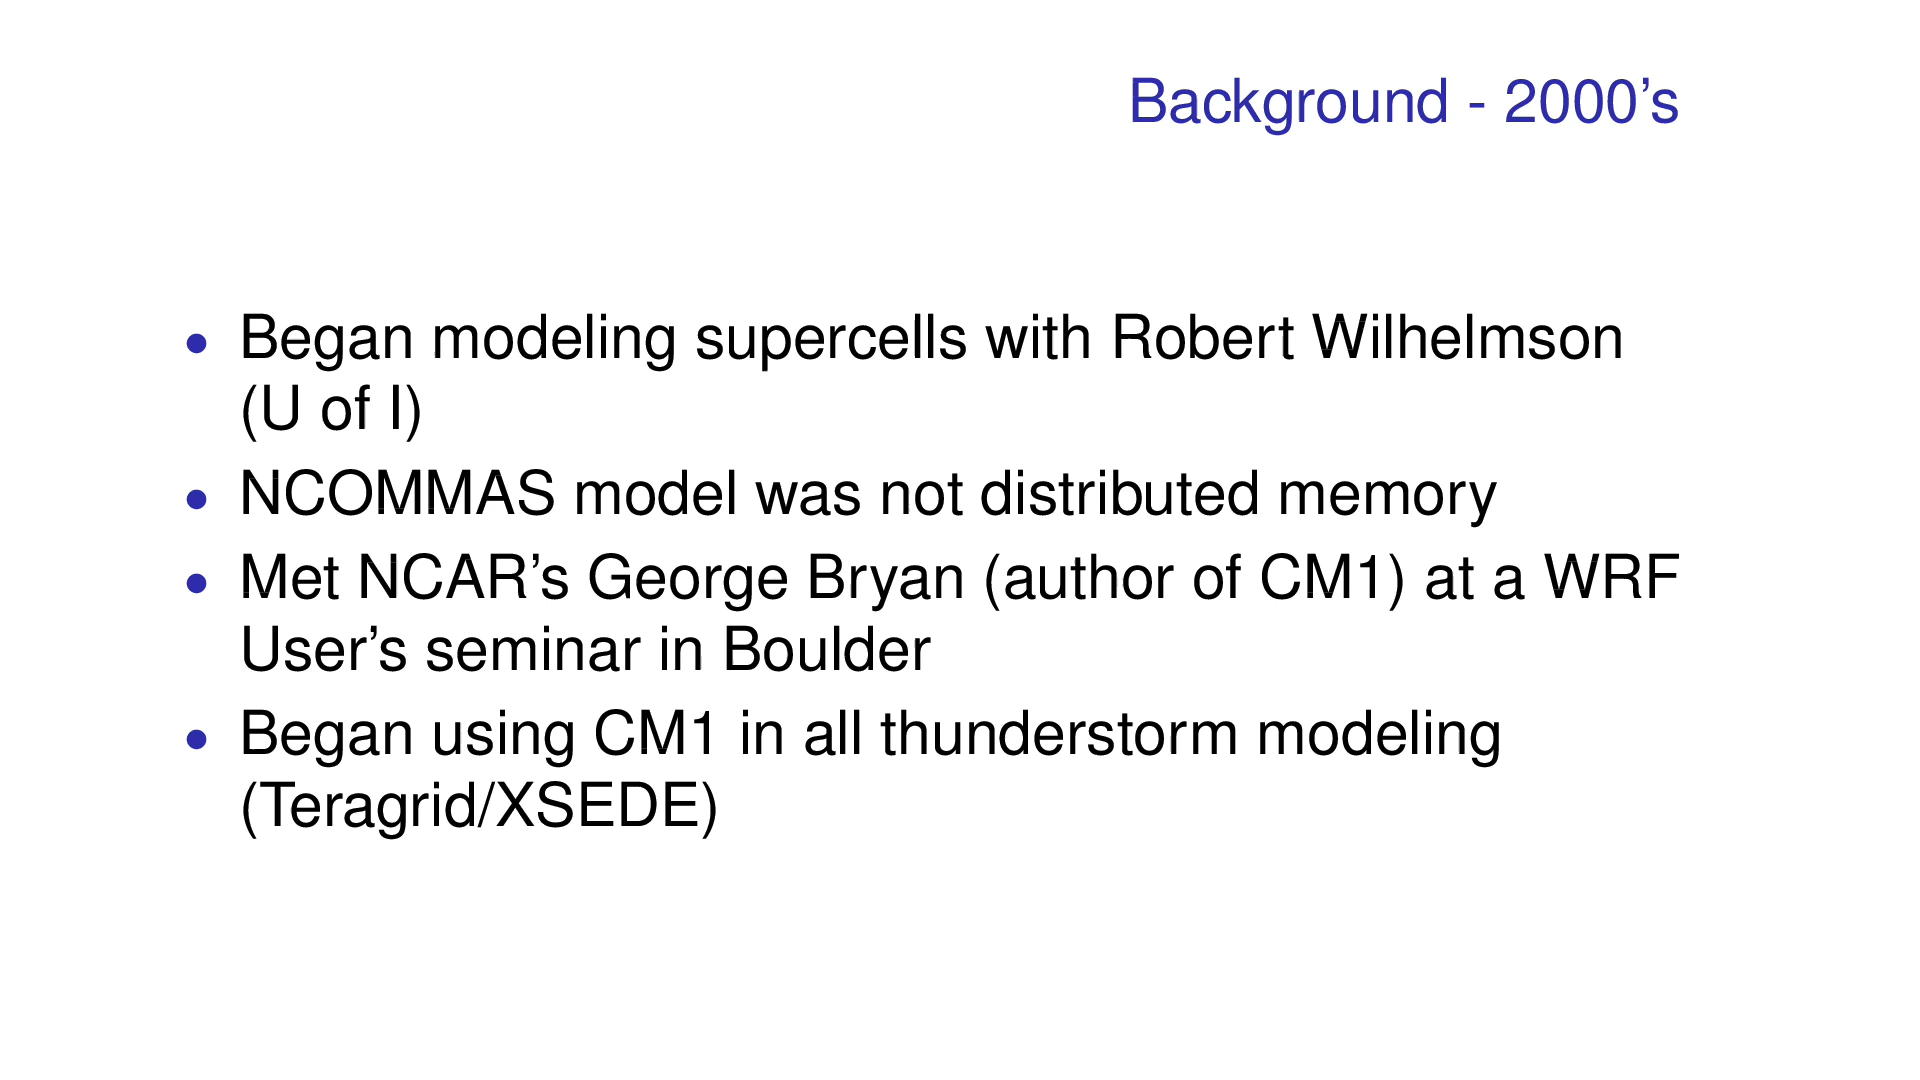 Background - 2000's
• Began modeling supercells with Robert Wilhelmson
(U of I)
• NCOMMAS model was not distributed memory
• Met NCAR's George Bryan (author of CM1) at a WRF
User's seminar in Boulder
• Began using CM1 in all thunderstorm modeling
(Teragrid/XSEDE)